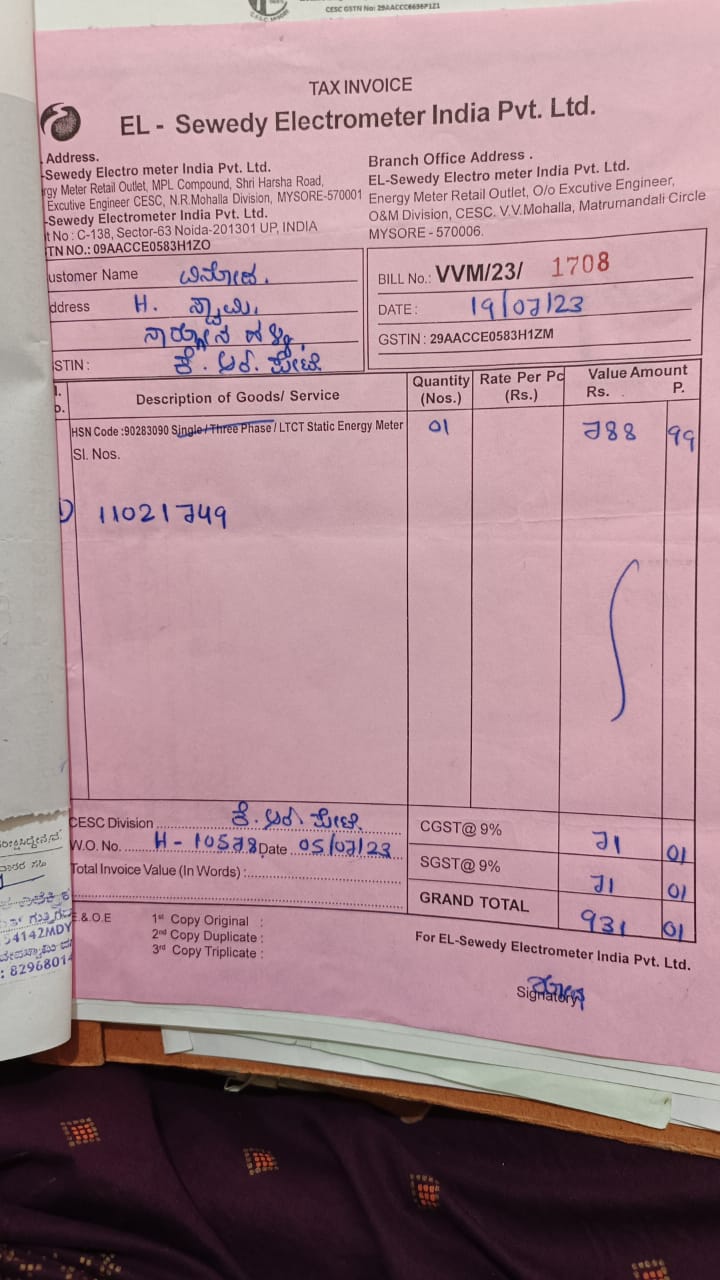 CESC GSTN No: 29AACCC6636P1Z1
TAX INVOICE
EL - Sewedy Electrometer India Pvt. Ltd.
Address.
-Sewedy Electro meter India Pvt. Ltd.
rgy Meter Retail Outlet, MPL Compound, Shri Harsha Road,
Excutive Engineer CESC, N.R.Mohalla Division, MYSORE-570001
-Sewedy Electrometer India Pvt. Ltd.
t No : C-138, Sector-63 Noida-201301 UP, INDIA
TN NO.: 09AACCE0583H1ZO
Branch Office Address .
EL-Sewedy Electro meter India Pvt. Ltd.
Energy Meter Retail Outlet, O/o Excutive Engineer,
O&M Division, CESC. V.V.Mohalla, Matrumandali Circle
MYSORE - 570006.
ustomer Name ವಿನೋದ.
ddress H. ಸ್ವಾಮಿ,
STIN : ಕೆ. ಆರ್. ಪೇಟೆ
BILL No.: VVM/23/ 1708
DATE : 19/07/23
GSTIN : 29AACCE0583H1ZM
Description of Goods/ Service Quantity (Nos.) Rate Per Pc (Rs.) Value Amount Rs. P.
HSN Code :90283090 Single / Three Phase / LTCT Static Energy Meter 01 788 99
Sl. Nos.
1) 11021749
CESC Division ಕೆ. ಆರ್ ಪೇಟೆ
W.O. No. H - 10578 Date 05/07/23
Total Invoice Value (In Words) :
CGST@ 9% 71 01
SGST@ 9% 71 01
GRAND TOTAL 931 01
E.& O.E
1st Copy Original :
2nd Copy Duplicate :
3rd Copy Triplicate :
For EL-Sewedy Electrometer India Pvt. Ltd.
Signatory
54142MDY
: 8296801